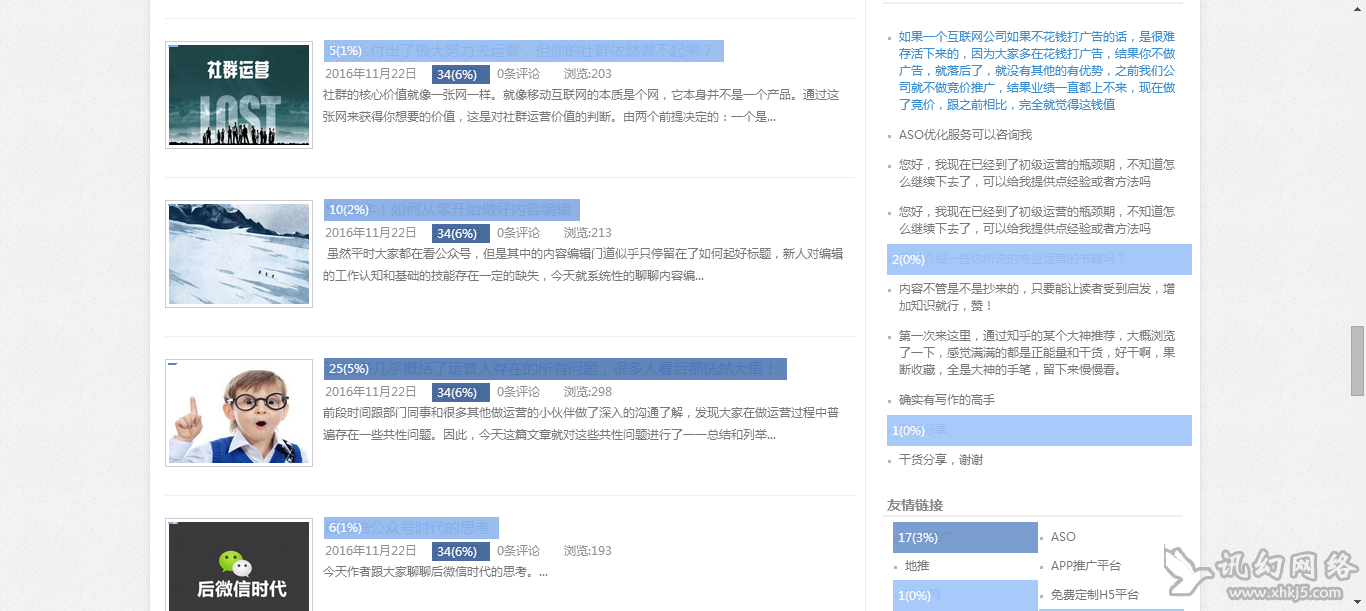 社群运营
LOST
5(1%)付出了极大努力去运营，但你的社群依然做不起来？
2016年11月22日 34(6%) 0条评论 浏览:203
社群的核心价值就像一张网一样。就像移动互联网的本质是个网，它本身并不是一个产品。通过这
张网来获得你想要的价值，这是对社群运营价值的判断。由两个前提决定的：一个是...
10(2%)！如何从零开始做好内容编辑
2016年11月22日 34(6%) 0条评论 浏览:213
虽然平时大家都在看公众号，但是其中的内容编辑门道似乎只停留在了如何起好标题，新人对编辑
的工作认知和基础的技能存在一定的缺失，今天就系统性的聊聊内容编...
25(5%)几乎概括了运营人存在的所有问题，很多人看后都恍然大悟！
2016年11月22日 34(6%) 0条评论 浏览:298
前段时间跟部门同事和很多其他做运营的小伙伴做了深入的沟通了解，发现大家在做运营过程中普
遍存在一些共性问题。因此，今天这篇文章就对这些共性问题进行了一一总结和列举...
后微信时代
6(1%)公众号时代的思考
2016年11月22日 34(6%) 0条评论 浏览:193
今天作者跟大家聊聊后微信时代的思考。...
如果一个互联网公司如果不花钱打广告的话，是很难
存活下来的，因为大家多在花钱打广告，结果你不做
广告，就落后了，就没有其他的有优势，之前我们公
司就不做竞价推广，结果业绩一直都上不来，现在做
了竞价，跟之前相比，完全就觉得这钱值
ASO优化服务可以咨询我
您好，我现在已经到了初级运营的瓶颈期，不知道怎
么继续下去了，可以给我提供点经验或者方法吗
您好，我现在已经到了初级运营的瓶颈期，不知道怎
么继续下去了，可以给我提供点经验或者方法吗
2(0%)绍一些你所说的专业运营的书籍吗？
内容不管是不是抄来的，只要能让读者受到启发，增
加知识就行，赞！
第一次来这里，通过知乎的某个大神推荐，大概浏览
了一下，感觉满满的都是正能量和干货，好干啊，果
断收藏，全是大神的手笔，留下来慢慢看。
确实有写作的高手
1(0%)分享
干货分享，谢谢
友情链接
17(3%) ASO
地推 APP推广平台
1(0%) 免费定制H5平台
讯幻网络
www.xhkj5.com